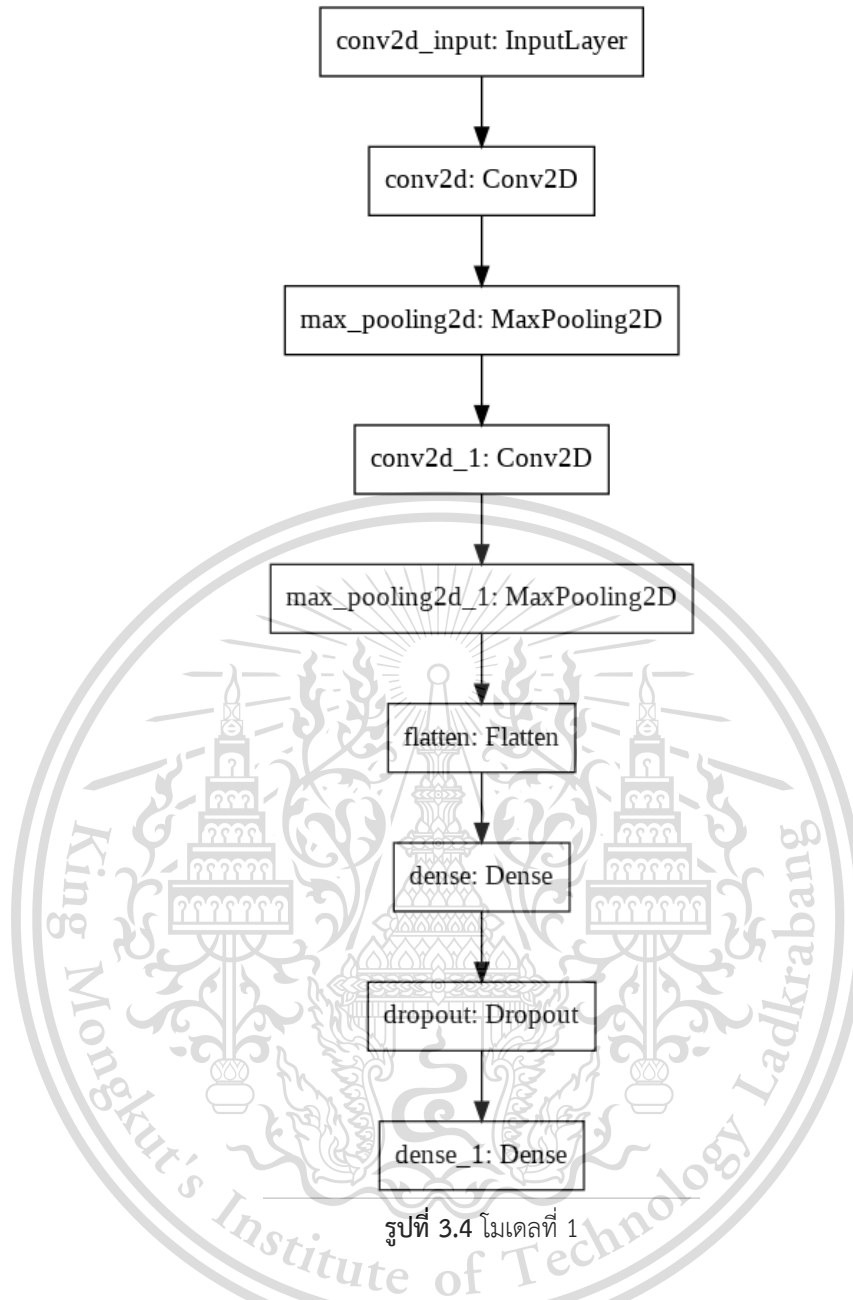 conv2d_input: InputLayer
conv2d: Conv2D
max_pooling2d: MaxPooling2D
conv2d_1: Conv2D
max_pooling2d_1: MaxPooling2D
flatten: Flatten
dense: Dense
dropout: Dropout
dense_1: Dense
รูปที่ 3.4 โมเดลที่ 1
King Mongkut's Institute of Technology Ladkrabang